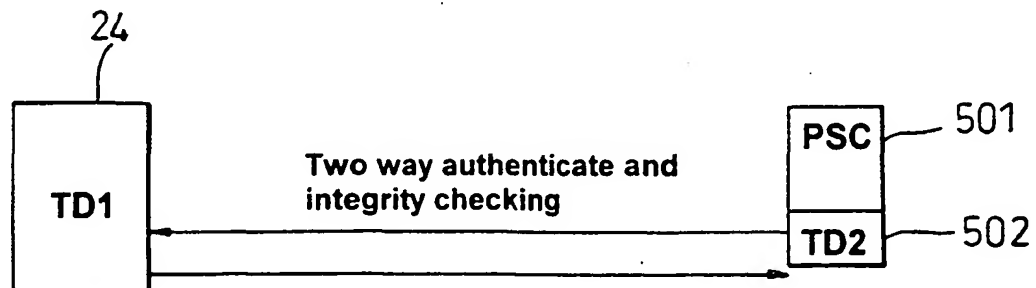 24
PSC
501
Two way authenticate and
integrity checking
TD1
TD2
502